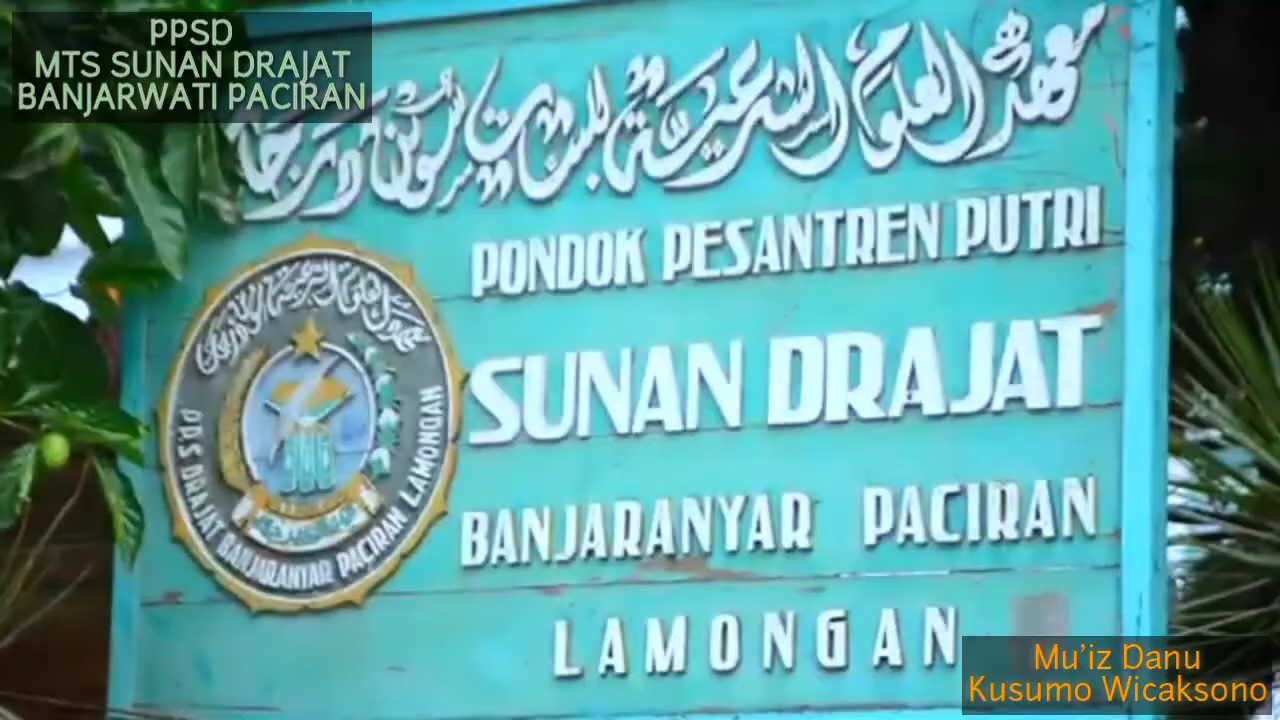 PPSD
MTS SUNAN DRAJAT
BANJARWATI PACIRAN
معهد العلوم الشرعية للبنات سونن درجات
PONDOK PESANTREN PUTRI
SUNAN DRAJAT
BANJARANYAR PACIRAN
LAMONGAN
P.P.S DRAJAT BANJARANYAR PACIRAN LAMONGAN
Mu'iz Danu
Kusumo Wicaksono